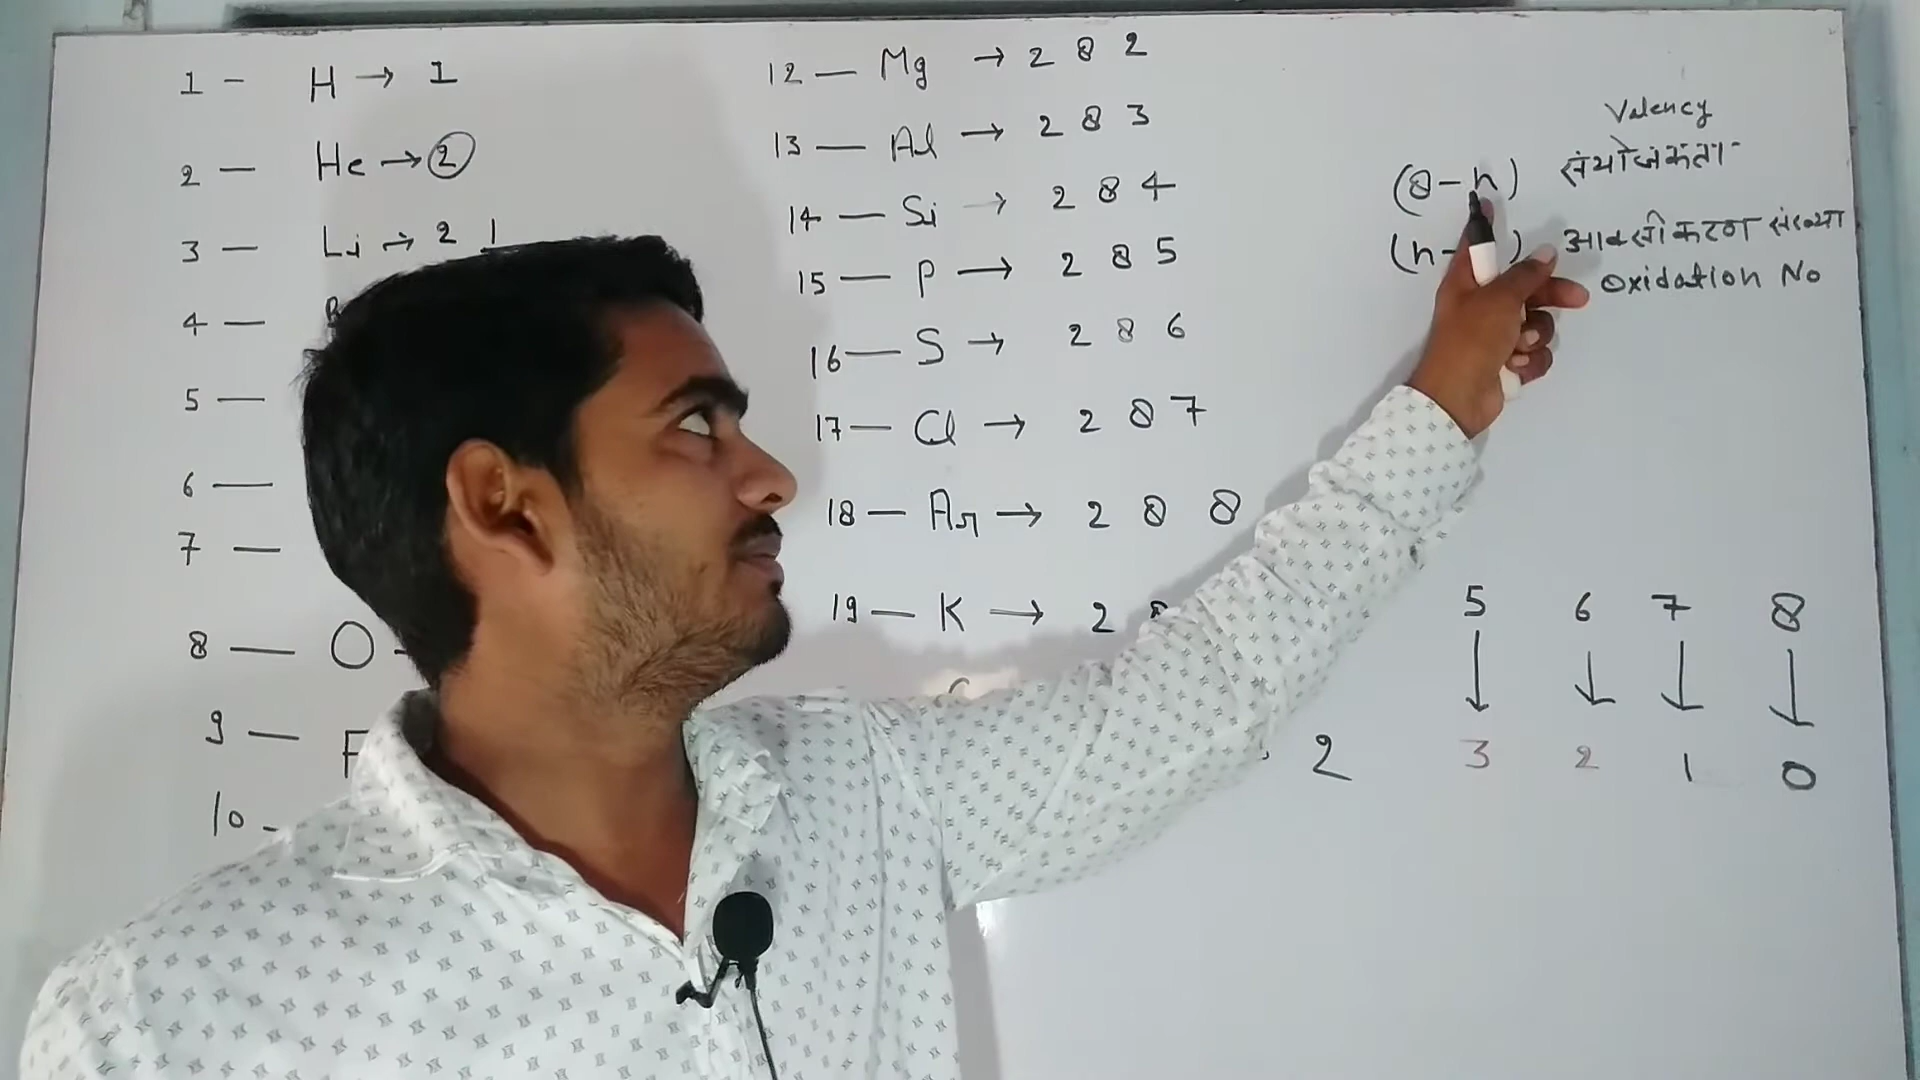 1 - H → 1
2 — He → 2
3 — Li → 2 1
4 —
5 —
6 —
7 —
8 — O -
9 — F
10 -
12 — Mg → 2 8 2
13 — Al → 2 8 3
14 — Si → 2 8 4
15 — P → 2 8 5
16 — S → 2 8 6
17 — Cl → 2 8 7
18 — Ar → 2 8 8
19 — K → 2 8
Valency
(8-n) संयोजकता
(n- ) आक्सीकरण संख्या
Oxidation No
5 6 7 8
↓ ↓ ↓ ↓
2 3 2 1 0